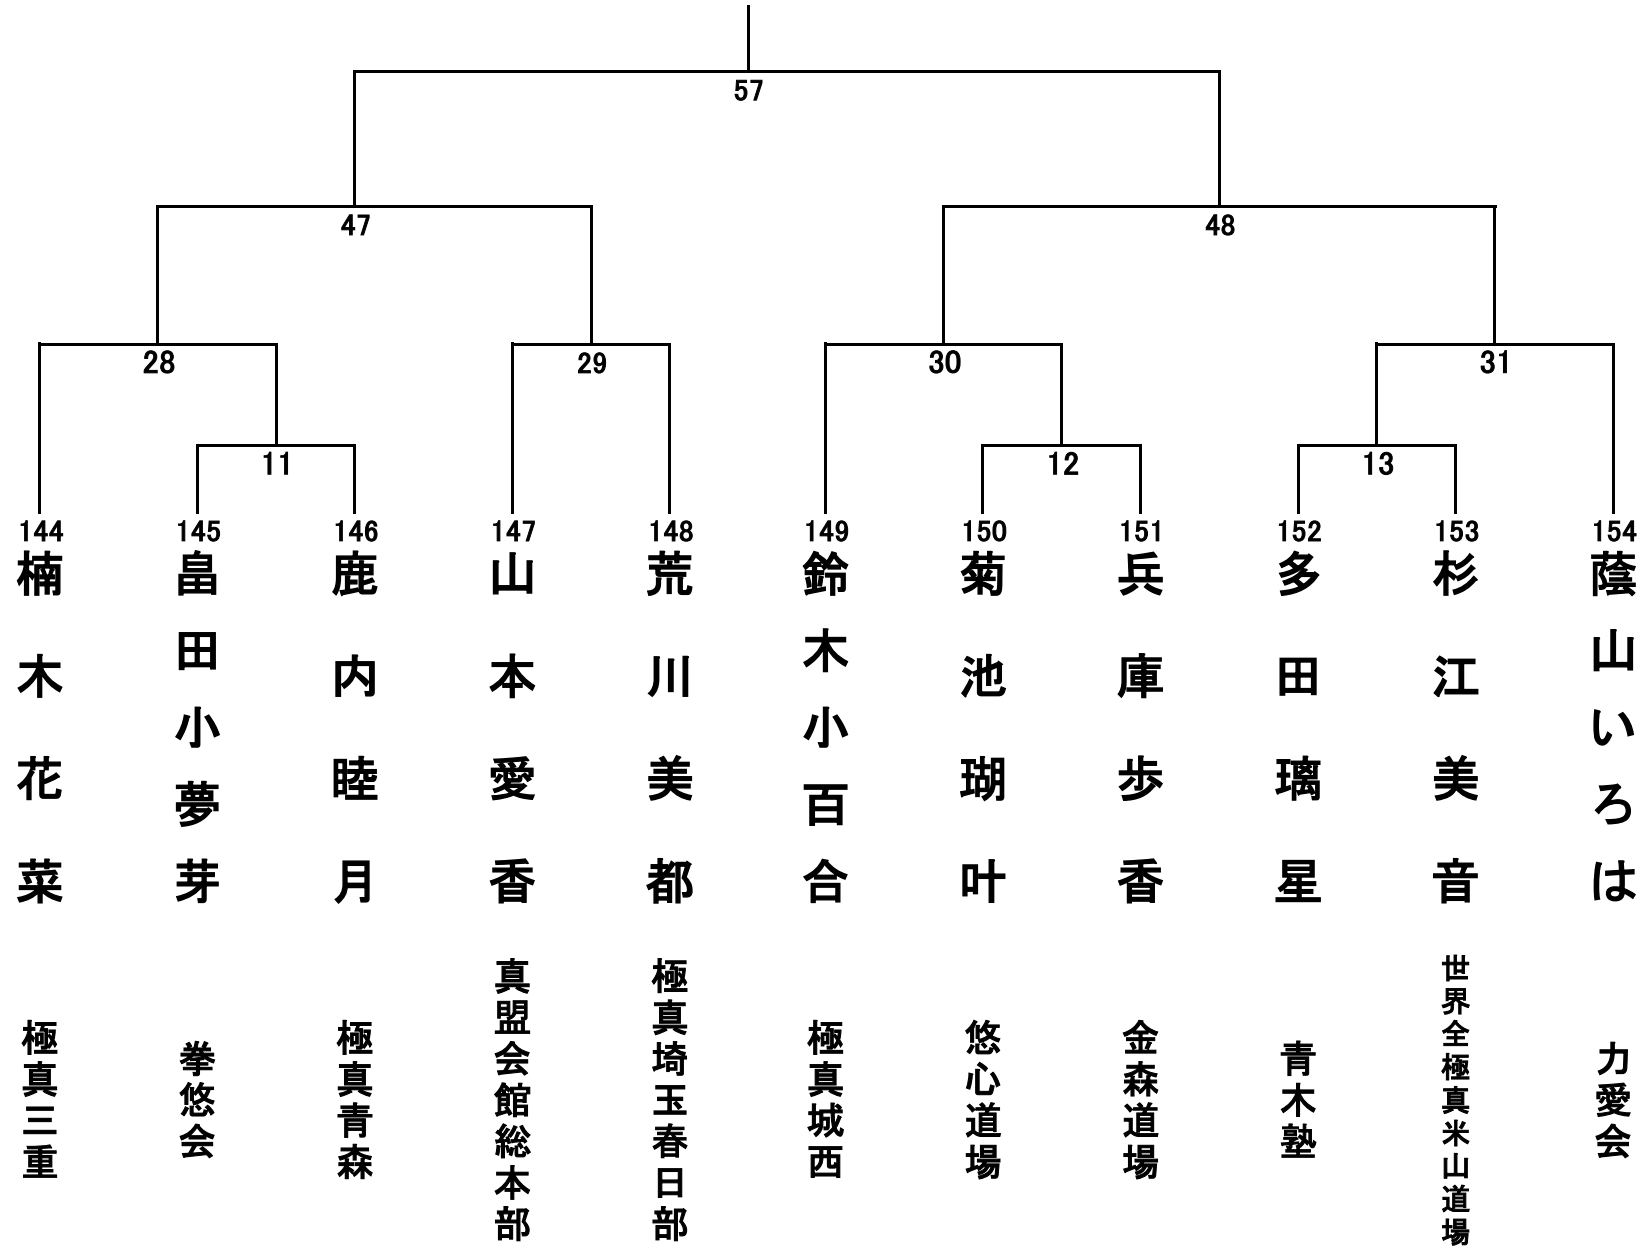 57
47
48
28
29
30
31
11
12
13
144
145
146
147
148
149
150
151
152
153
154
楠木花菜
畠田小夢芽
鹿内睦月
山本愛香
荒川美都
鈴木小百合
菊池瑚叶
兵庫歩香
多田璃星
杉江美音
蔭山いろは
極真三重
拳悠会
極真青森
真盟会館総本部
極真埼玉春日部
極真城西
悠心道場
金森道場
青木塾
世界全極真米山道場
力愛会